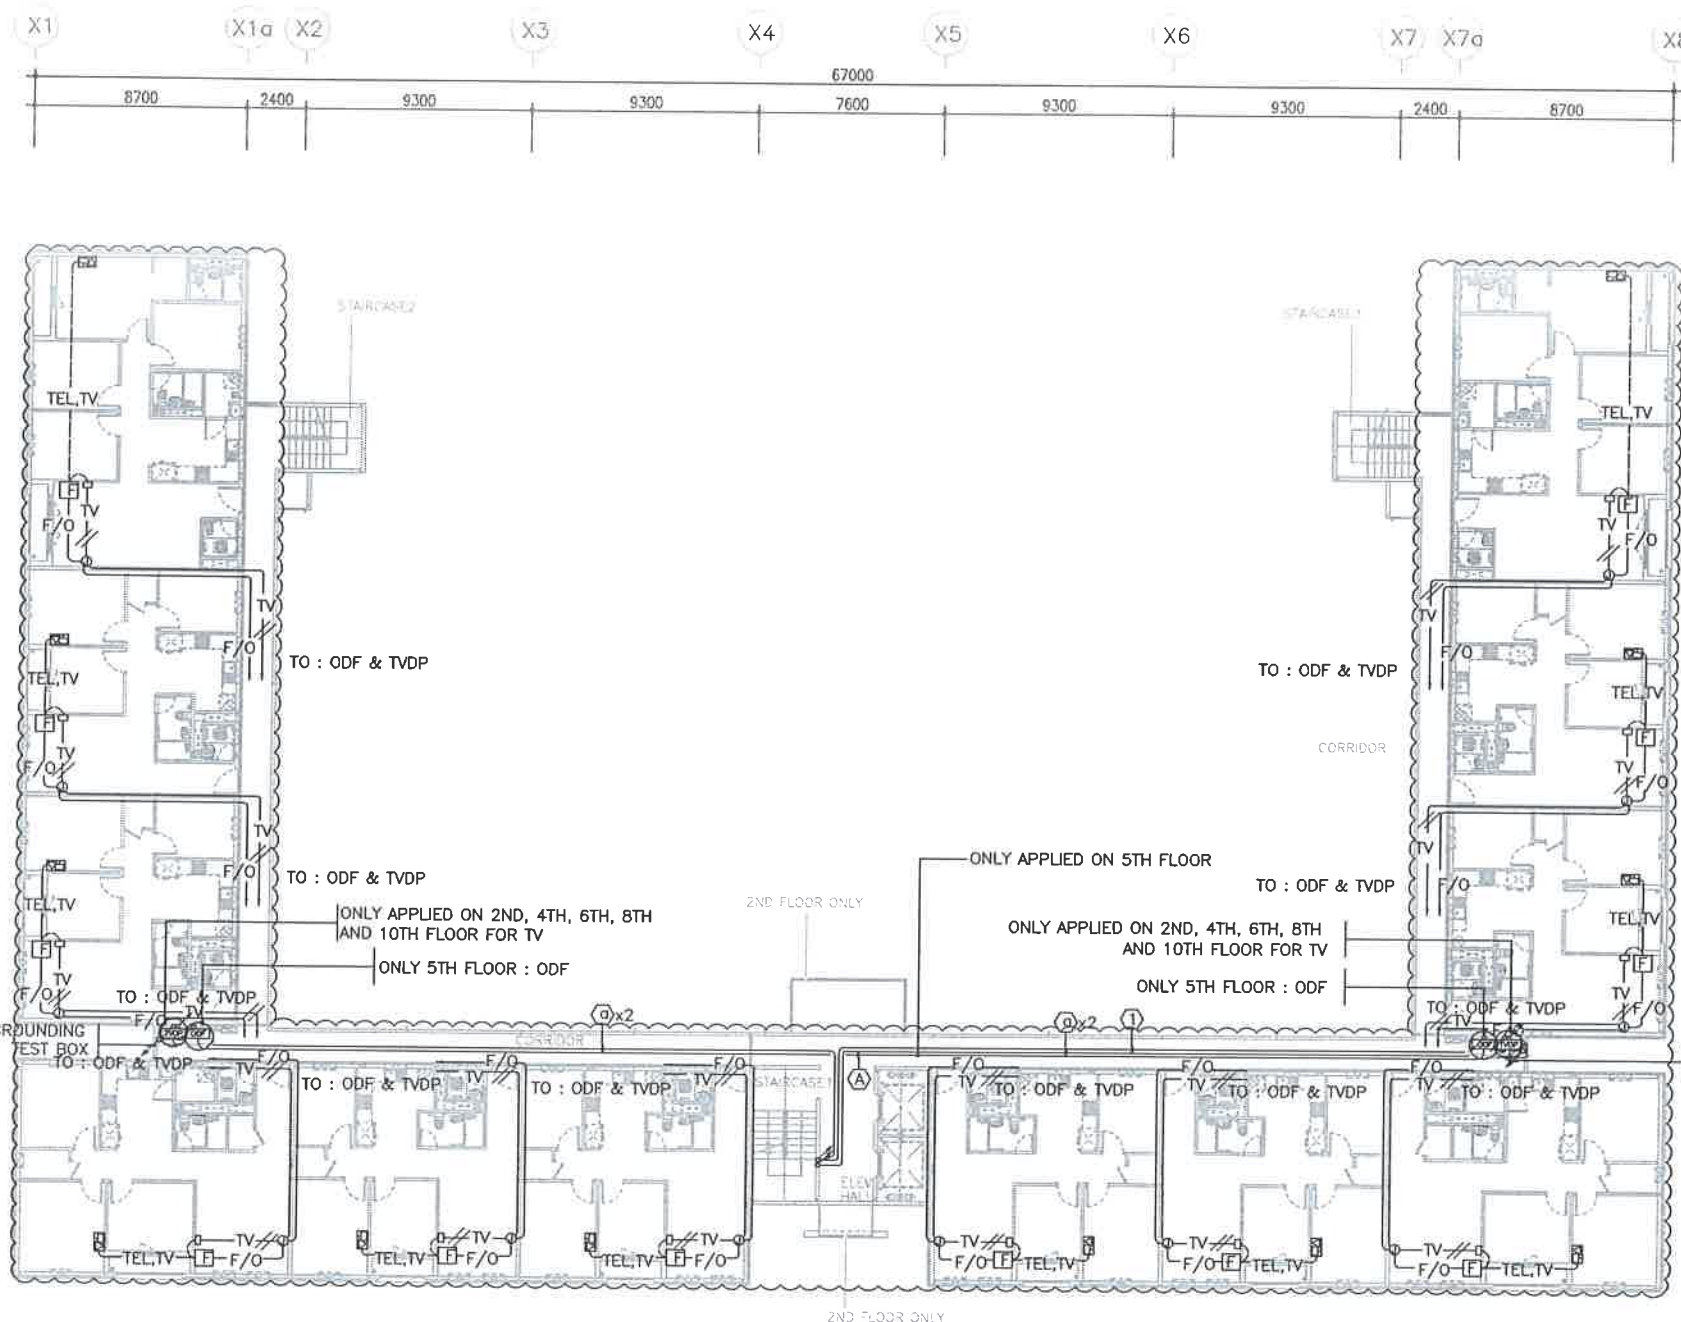 X1
X1a
X2
X3
X4
X5
X6
X7
X7a
67000
8700
2400
9300
9300
7600
9300
9300
2400
8700
STAIRCASE2
TEL,TV
TEL,TV
F
TV
F/O
F
TV
F/O
TV
F/O
TO : ODF & TVDP
TO : ODF & TVDP
TV
F/O
TEL,TV
TEL,TV
F
TV
F/O
F
TV
F/O
CORRIDOR
TV
F/O
TO : ODF & TVDP
TO : ODF & TVDP
TV
F/O
ONLY APPLIED ON 5TH FLOOR
TEL,TV
TEL,TV
2ND FLOOR ONLY
ONLY APPLIED ON 2ND, 4TH, 6TH, 8TH
AND 10TH FLOOR FOR TV
ONLY APPLIED ON 2ND, 4TH, 6TH, 8TH
AND 10TH FLOOR FOR TV
ONLY 5TH FLOOR : ODF
ONLY 5TH FLOOR : ODF
F
TV
F/O
F
TV
F/O
TO : ODF & TVDP
TO : ODF & TVDP
F/O
TV
TV
TEST BOX
CORRIDOR
a x2
a x2
1
A
TO : ODF & TVDP
F/O
TV
TO : ODF & TVDP
F/O
TV
TO : ODF & TVDP
F/O
TV
STAIRCASE1
F/O
TV
TO : ODF & TVDP
F/O
TV
TO : ODF & TVDP
F/O
TV
TO : ODF & TVDP
TV
TEL,TV
F
F/O
TV
TEL,TV
F
F/O
TV
TEL,TV
F
F/O
TV
F/O
F
TEL,TV
TV
F/O
F
TEL,TV
TV
F/O
F
TEL,TV
2ND FLOOR ONLY